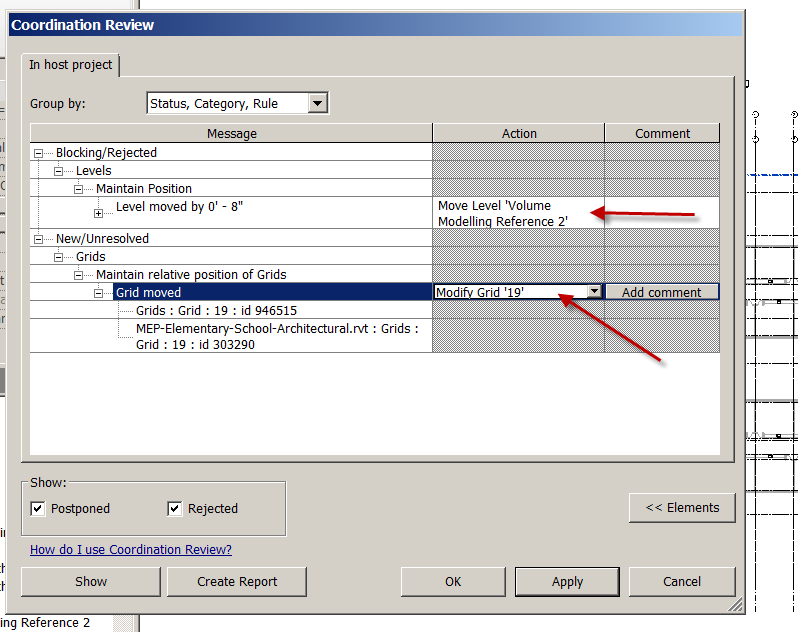 Coordination Review
In host project
Group by:
Status, Category, Rule
Message Action Comment
Blocking/Rejected
Levels
Maintain Position
Level moved by 0' - 8"
Move Level 'Volume
Modelling Reference 2'
New/Unresolved
Grids
Maintain relative position of Grids
Grid moved
Modify Grid '19'
Add comment
Grids : Grid : 19 : id 946515
MEP-Elementary-School-Architectural.rvt : Grids :
Grid : 19 : id 303290
Show:
Postponed
Rejected
<< Elements
How do I use Coordination Review?
Show
Create Report
OK
Apply
Cancel
ng Reference 2